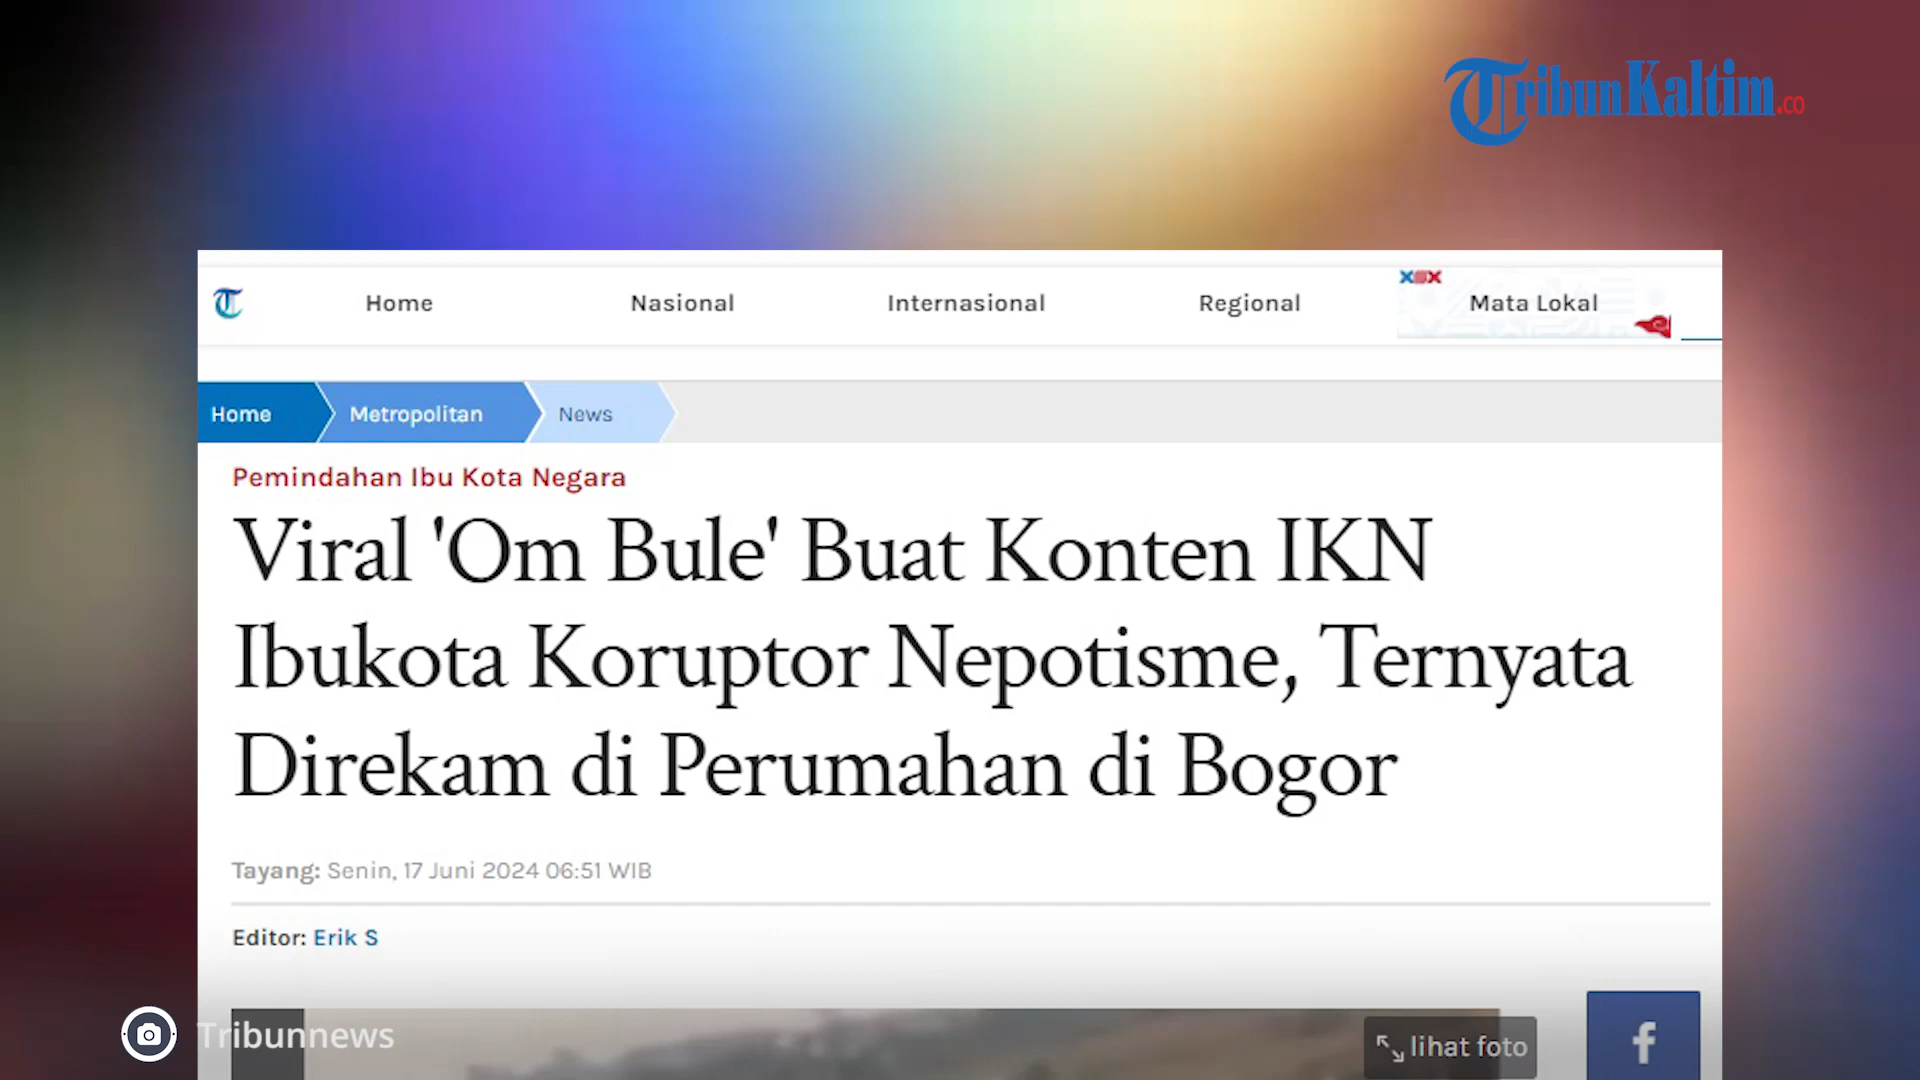 TribunKaltim.co
Home Nasional Internasional Regional Mata Lokal
Home Metropolitan News
Pemindahan Ibu Kota Negara
Viral 'Om Bule' Buat Konten IKN
Ibukota Koruptor Nepotisme, Ternyata
Direkam di Perumahan di Bogor
Tayang: Senin, 17 Juni 2024 06:51 WIB
Editor: Erik S
Tribunnews
lihat foto